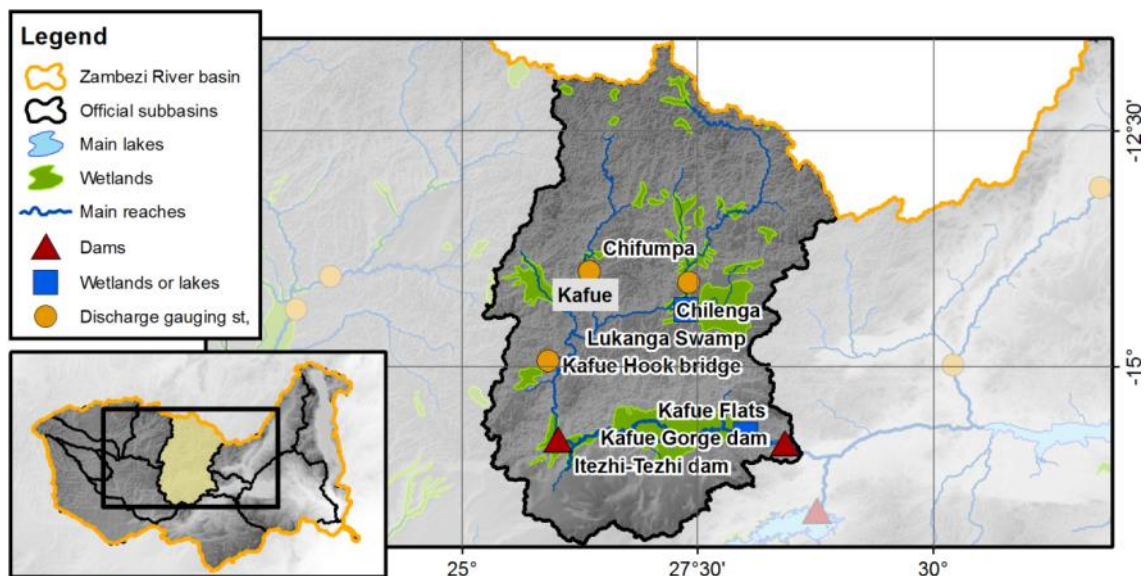 Legend
Zambezi River basin
Official subbasins
Main lakes
Wetlands
Main reaches
Dams
Wetlands or lakes
Discharge gauging st,
Chifumpa
Kafue
Chilenga
Lukanga Swamp
Kafue Hook bridge
Kafue Flats
Kafue Gorge dam
Itezhi-Tezhi dam
-12°30'
-15°
25°
27°30'
30°